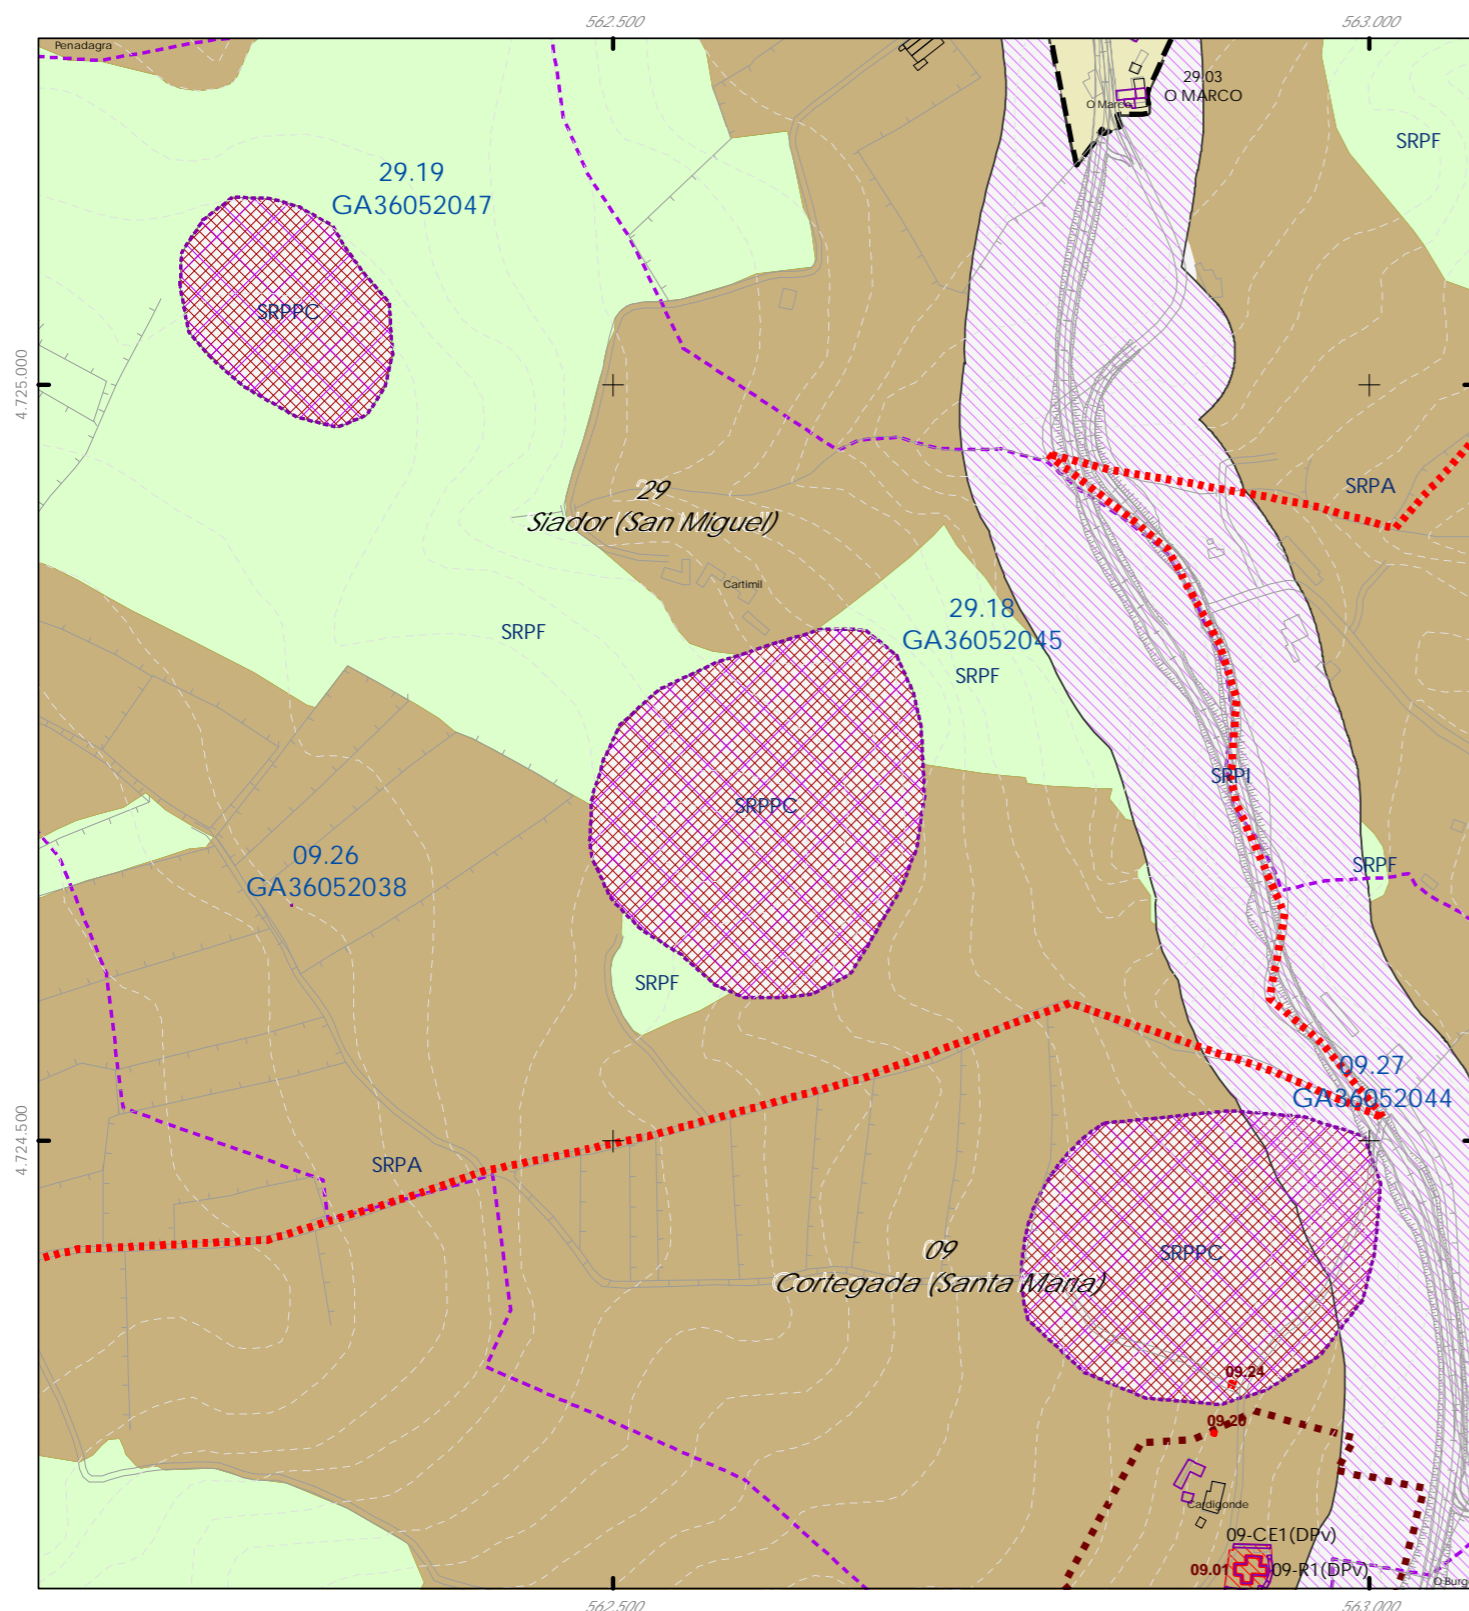 562.500
563.000
Penadagra
29.03
O MARCO
O Marco
SRPF
29.19
GA36052047
SRPPC
4.725.000
29
Siador (San Miguel)
SRPA
Cartimil
29.18
GA36052045
SRPF
SRPF
SRPI
SRPPC
09.26
GA36052038
SRPF
SRPF
09.27
GA36052044
4.724.500
SRPA
09
Cortegada (Santa María)
SRPPC
09.24
09.20
Cardigonde
09-CE1(DPv)
09.01
09-R1(DPv)
O Burg
562.500
563.000